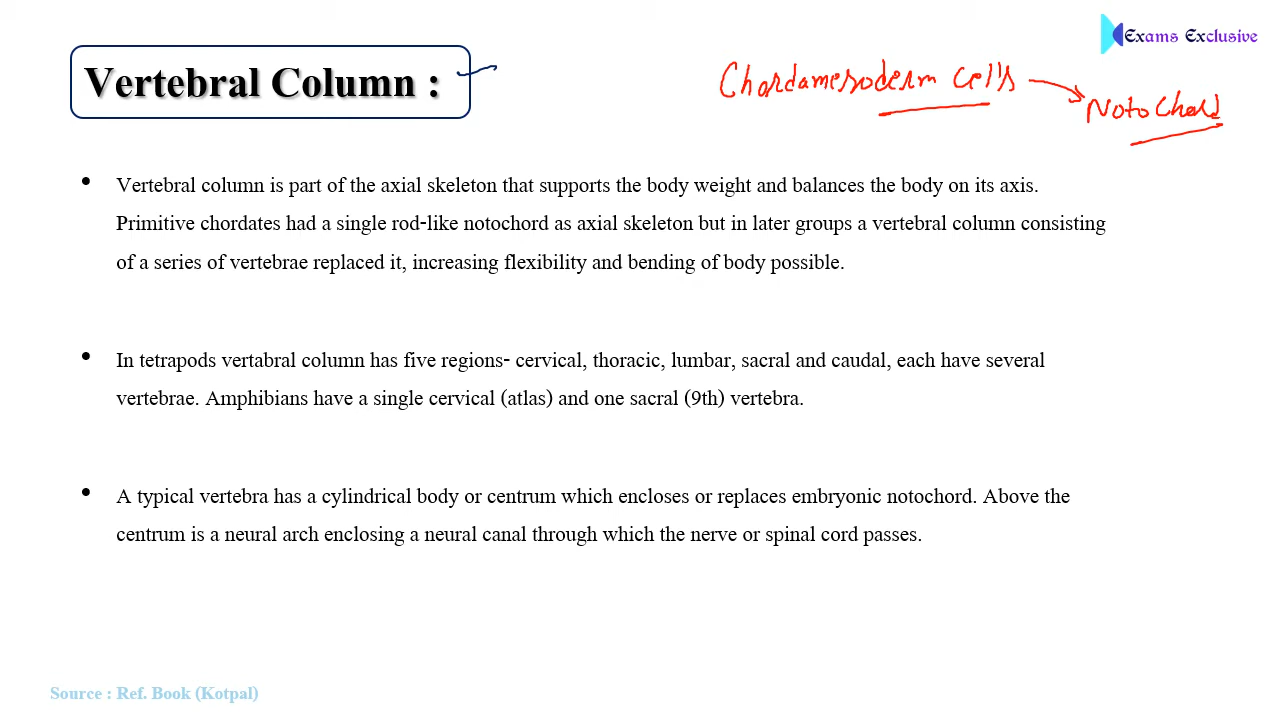 Exams Exclusive
Vertebral Column :
Chordamesoderm Cells
NotoChord
• Vertebral column is part of the axial skeleton that supports the body weight and balances the body on its axis.
Primitive chordates had a single rod-like notochord as axial skeleton but in later groups a vertebral column consisting
of a series of vertebrae replaced it, increasing flexibility and bending of body possible.
• In tetrapods vertabral column has five regions- cervical, thoracic, lumbar, sacral and caudal, each have several
vertebrae. Amphibians have a single cervical (atlas) and one sacral (9th) vertebra.
• A typical vertebra has a cylindrical body or centrum which encloses or replaces embryonic notochord. Above the
centrum is a neural arch enclosing a neural canal through which the nerve or spinal cord passes.
Source : Ref. Book (Kotpal)